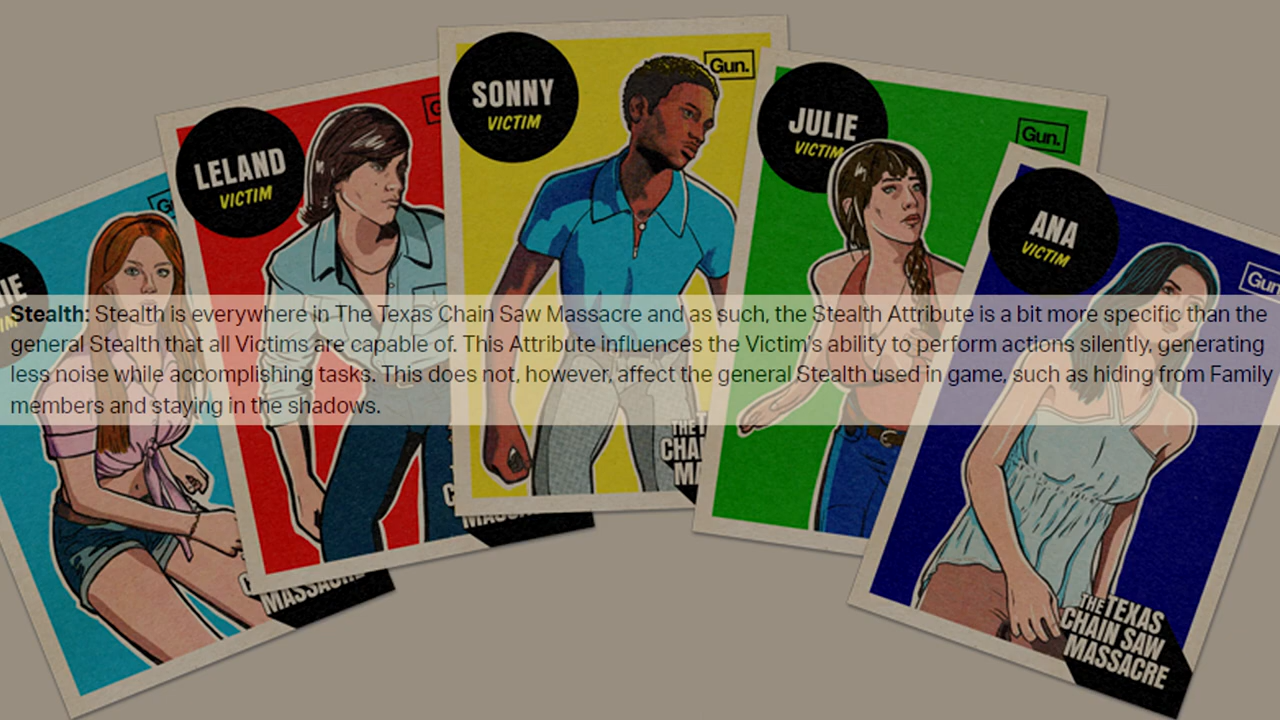 SONNY
VICTIM
Gun.
LELAND
VICTIM
JULIE
VICTIM
Gun.
ANA
VICTIM
Gun
Stealth: Stealth is everywhere in The Texas Chain Saw Massacre and as such, the Stealth Attribute is a bit more specific than the
general Stealth that all Victims are capable of. This Attribute influences the Victim's ability to perform actions silently, generating
less noise while accomplishing tasks. This does not, however, affect the general Stealth used in game, such as hiding from Family
members and staying in the shadows.
MASSACRE
THE TEXAS
CHAIN SAW
MASSACRE